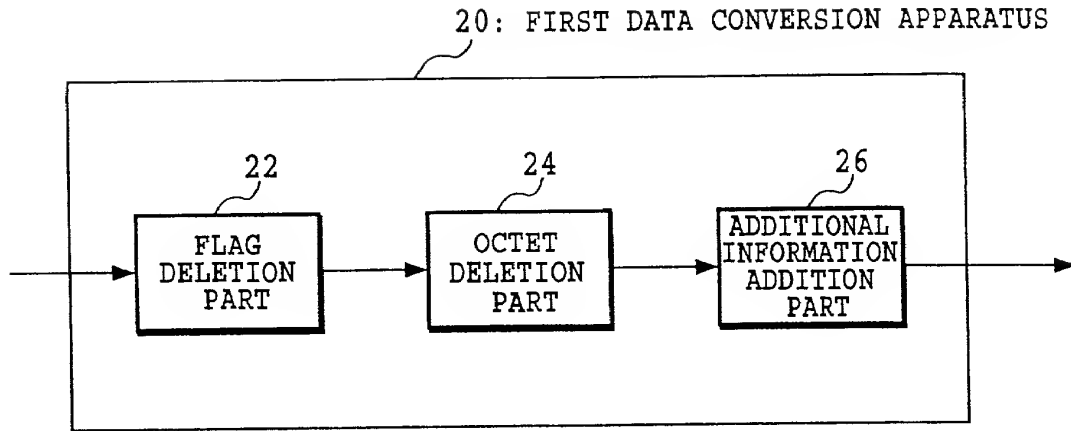 20: FIRST DATA CONVERSION APPARATUS
22
FLAG
DELETION
PART
24
OCTET
DELETION
PART
26
ADDITIONAL
INFORMATION
ADDITION
PART